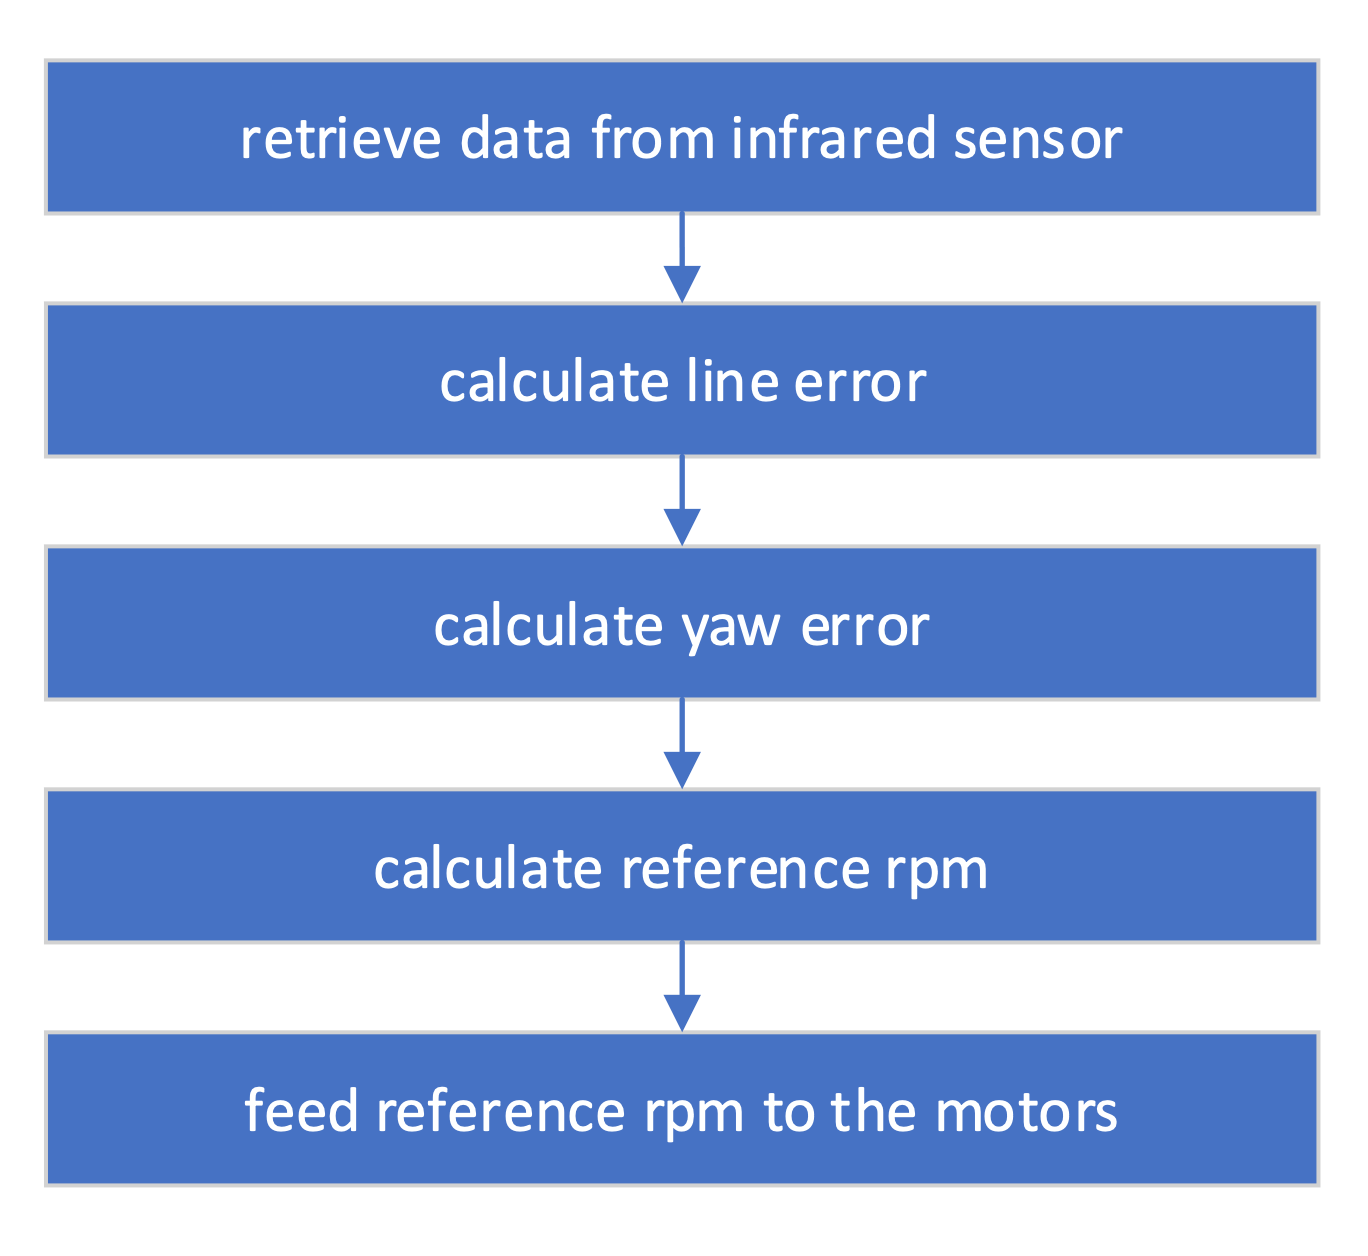 retrieve data from infrared sensor
calculate line error
calculate yaw error
calculate reference rpm
feed reference rpm to the motors